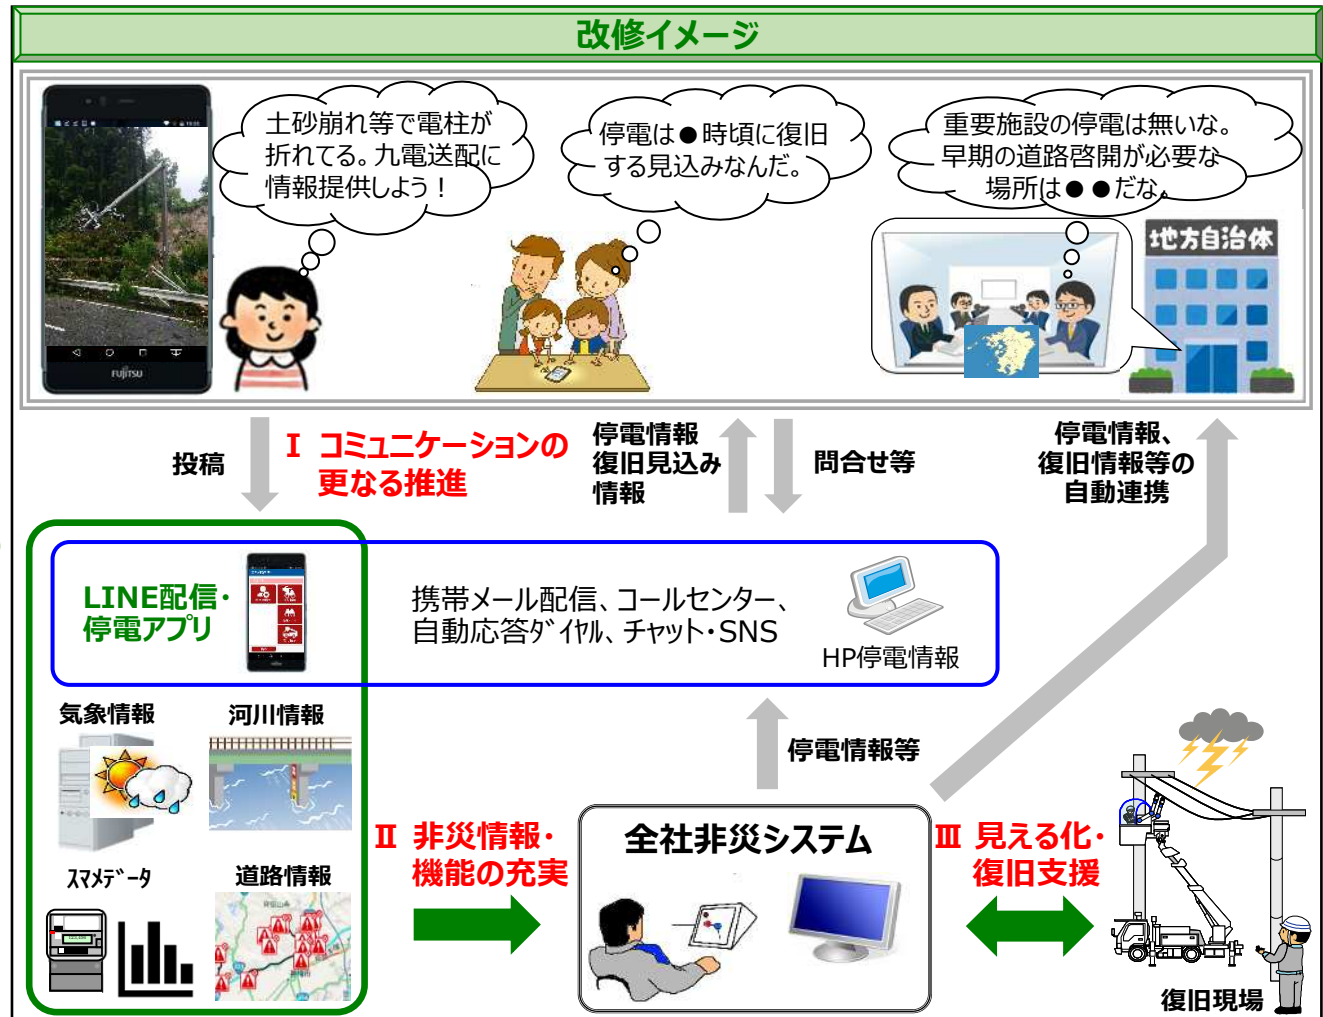 改修イメージ
土砂崩れ等で電柱が
折れてる。九電送配に
情報提供しよう！
停電は●時頃に復旧
する見込みなんだ。
重要施設の停電は無いな。
早期の道路啓開が必要な
場所は●●だな。
地方自治体
FUJITSU
投稿
Ⅰ コミュニケーションの
更なる推進
停電情報
復旧見込み
情報
問合せ等
停電情報、
復旧情報等の
自動連携
LINE配信・
停電アプリ
携帯メール配信、コールセンター、
自動応答ﾀﾞｲﾔﾙ、チャット・SNS
HP停電情報
気象情報
河川情報
停電情報等
ｽﾏﾒﾃﾞｰﾀ
道路情報
Ⅱ 非災情報・
機能の充実
全社非災システム
Ⅲ 見える化・
復旧支援
復旧現場